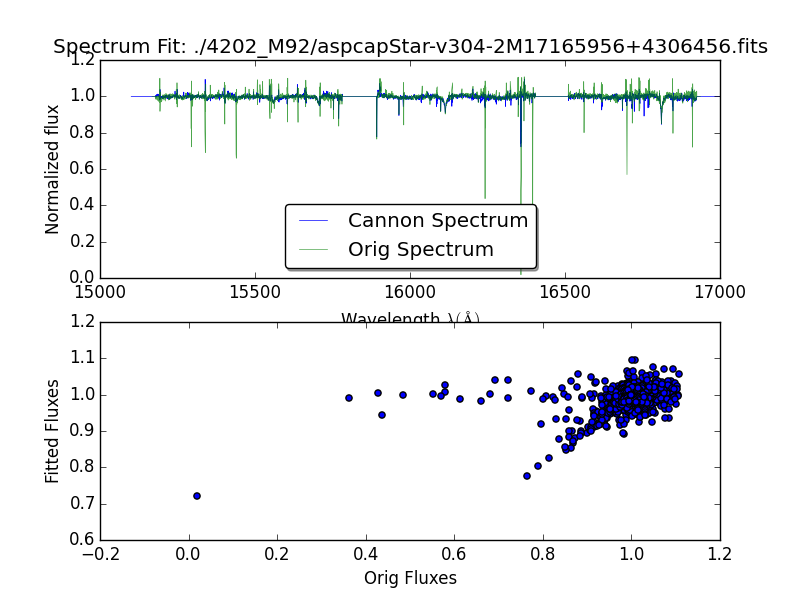 Spectrum Fit: ./4202_M92/aspcapStar-v304-2M17165956+4306456.fits
1.2
1.0
0.8
0.6
0.4
0.2
0.0
Normalized flux
Cannon Spectrum
Orig Spectrum
15000 15500 16000 16500 17000
Wavelength λ(Å)
1.2
1.1
1.0
0.9
0.8
0.7
0.6
Fitted Fluxes
−0.2 0.0 0.2 0.4 0.6 0.8 1.0 1.2
Orig Fluxes